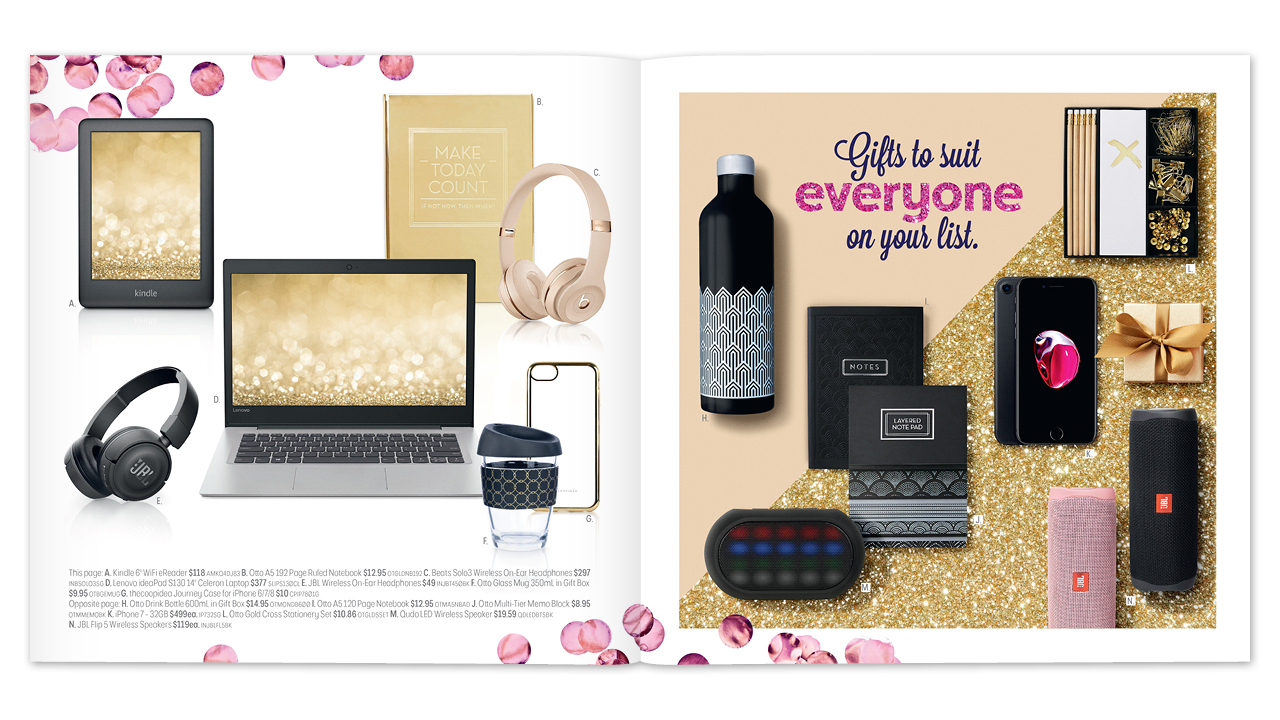 B.
MAKE
TODAY
COUNT
IF NOT NOW, THEN WHEN?
C.
kindle
A.
Lenovo
D.
JBL
E.
F.
G.
This page: A. Kindle 6" WiFi eReader $118 B. Otto A5 192 Page Ruled Notebook $12.95 C. Beats Solo3 Wireless On-Ear Headphones $297
D. Lenovo ideaPad S130 14" Celeron Laptop $377 E. JBL Wireless On-Ear Headphones $49 F. Otto Glass Mug 350mL in Gift Box
$9.95 G. thecoopidea Journey Case for iPhone 6/7/8 $10
Opposite page: H. Otto Drink Bottle 600mL in Gift Box $14.95 I. Otto A5 120 Page Notebook $12.95 J. Otto Multi-Tier Memo Block $8.95
K. iPhone 7 - 32GB $499ea. L. Otto Gold Cross Stationery Set $10.86 M. Qudo LED Wireless Speaker $19.59
N. JBL Flip 5 Wireless Speakers $119ea. INJBLFL5BK
Gifts to suit
everyone
on your list.
L.
I.
NOTES
H.
LAYERED
NOTE PAD
K.
JBL
J.
JBL
M.
N.